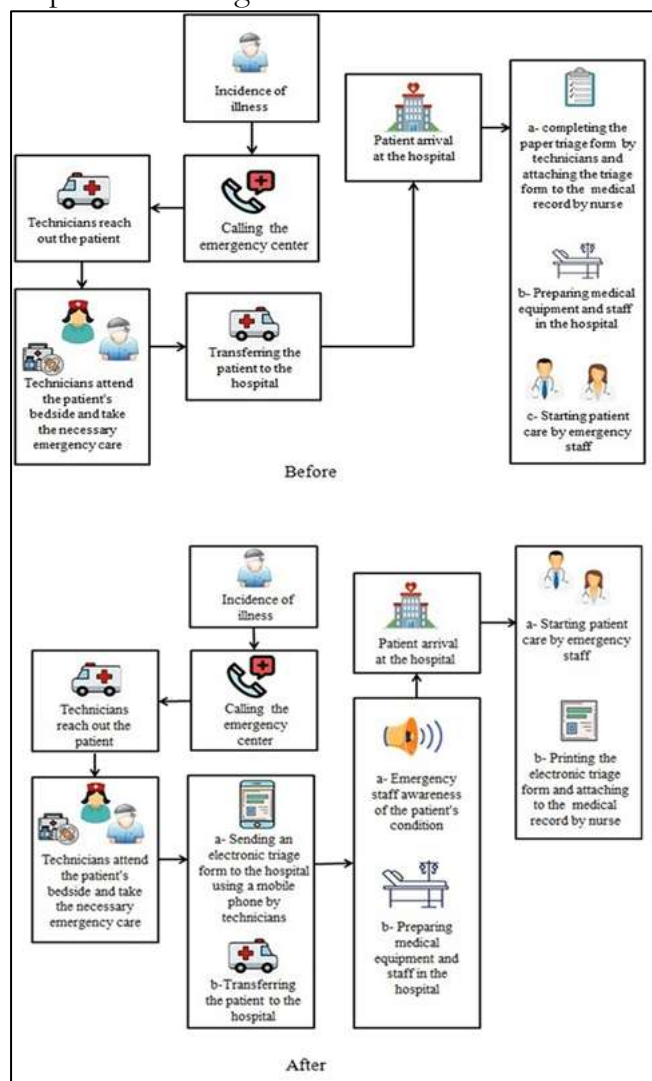 Incidence of
illness
Calling the
emergency center
Technicians reach
out the patient
Technicians attend
the patient's
bedside and take
the necessary
emergency care
Transferring the
patient to the
hospital
Patient arrival
at the hospital
a- completing the
paper triage form by
technicians and
attaching the triage
form to the medical
record by nurse
b- Preparing medical
equipment and staff
in the hospital
c- Starting patient
care by emergency
staff
Before
Incidence of
illness
Calling the
emergency
center
Technicians
reach out the
patient
Technicians attend
the patient's
bedside and take
the necessary
emergency care
a- Sending an
electronic triage
form to the hospital
using a mobile
phone by
technicians
b-Transferring
the patient to the
hospital
a- Emergency
staff awareness
of the patient's
condition
b- Preparing
medical
equipment and
staff in the
hospital
Patient arrival
at the hospital
a- Starting patient
care by emergency
staff
b- Printing the
electronic triage
form and attaching
to the medical
record by nurse
After